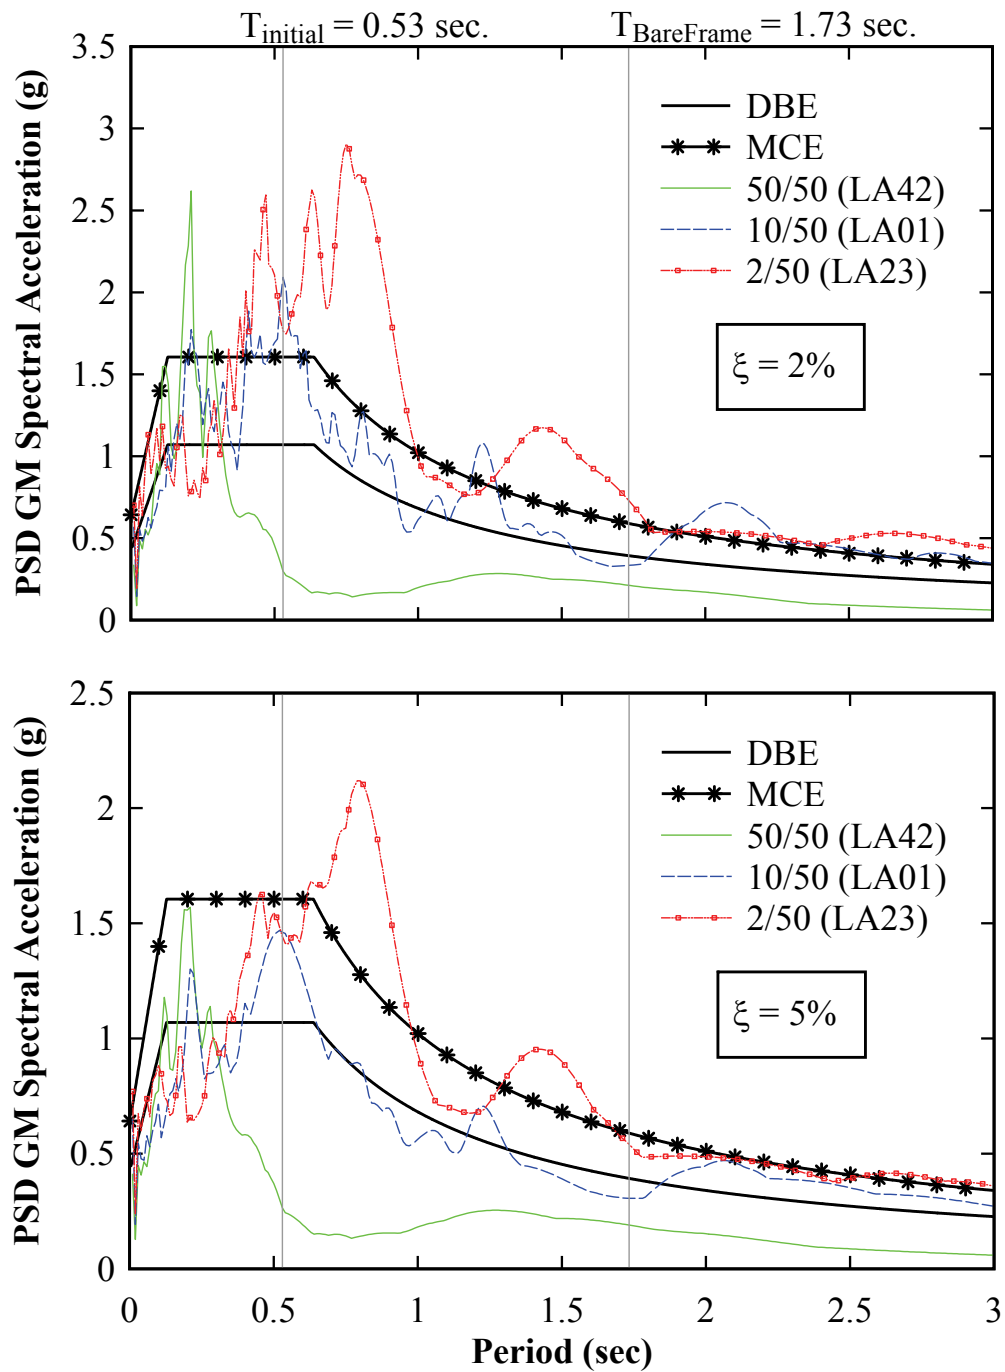 T_initial = 0.53 sec. T_BareFrame = 1.73 sec.
3.5
3
2.5
2
1.5
1
0.5
0
PSD GM Spectral Acceleration (g)
DBE
MCE
50/50 (LA42)
10/50 (LA01)
2/50 (LA23)
ξ = 2%
2.5
2
1.5
1
0.5
0
PSD GM Spectral Acceleration (g)
DBE
MCE
50/50 (LA42)
10/50 (LA01)
2/50 (LA23)
ξ = 5%
0 0.5 1 1.5 2 2.5 3
Period (sec)